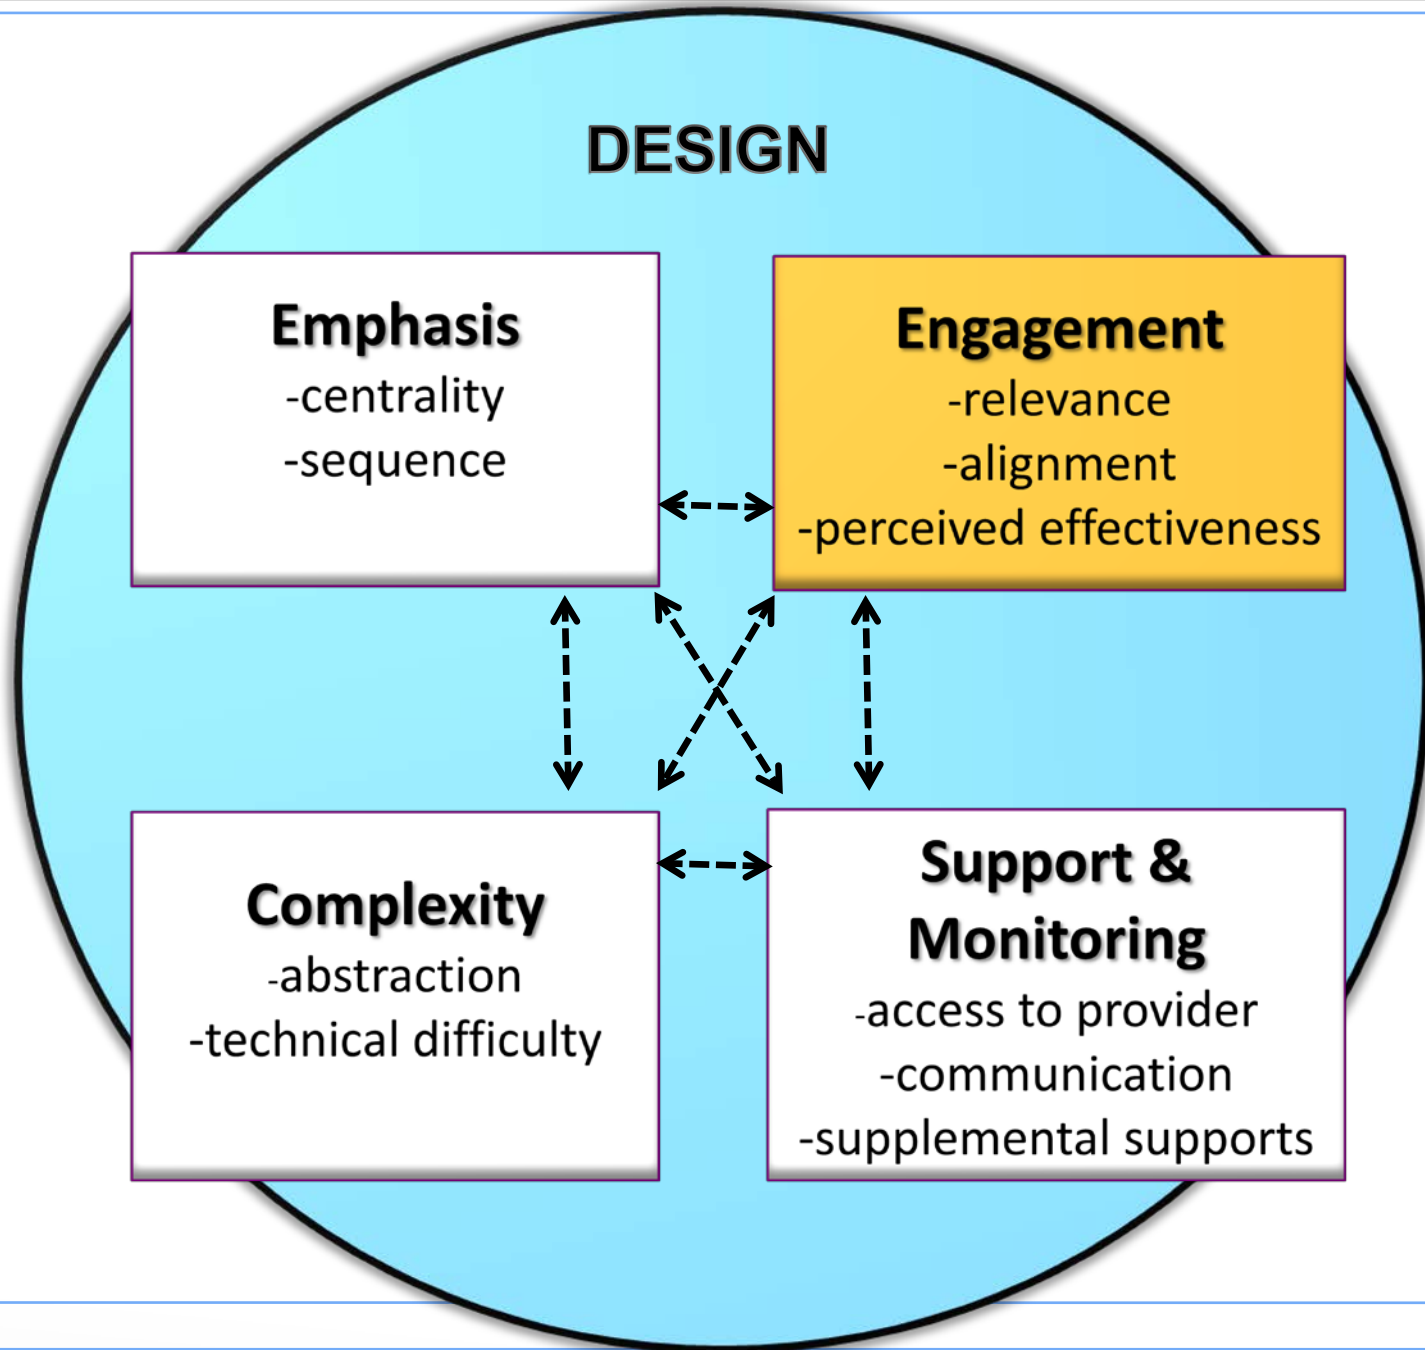 DESIGN
Emphasis
-centrality
-sequence
Engagement
-relevance
-alignment
-perceived effectiveness
Complexity
-abstraction
-technical difficulty
Support &
Monitoring
-access to provider
-communication
-supplemental supports